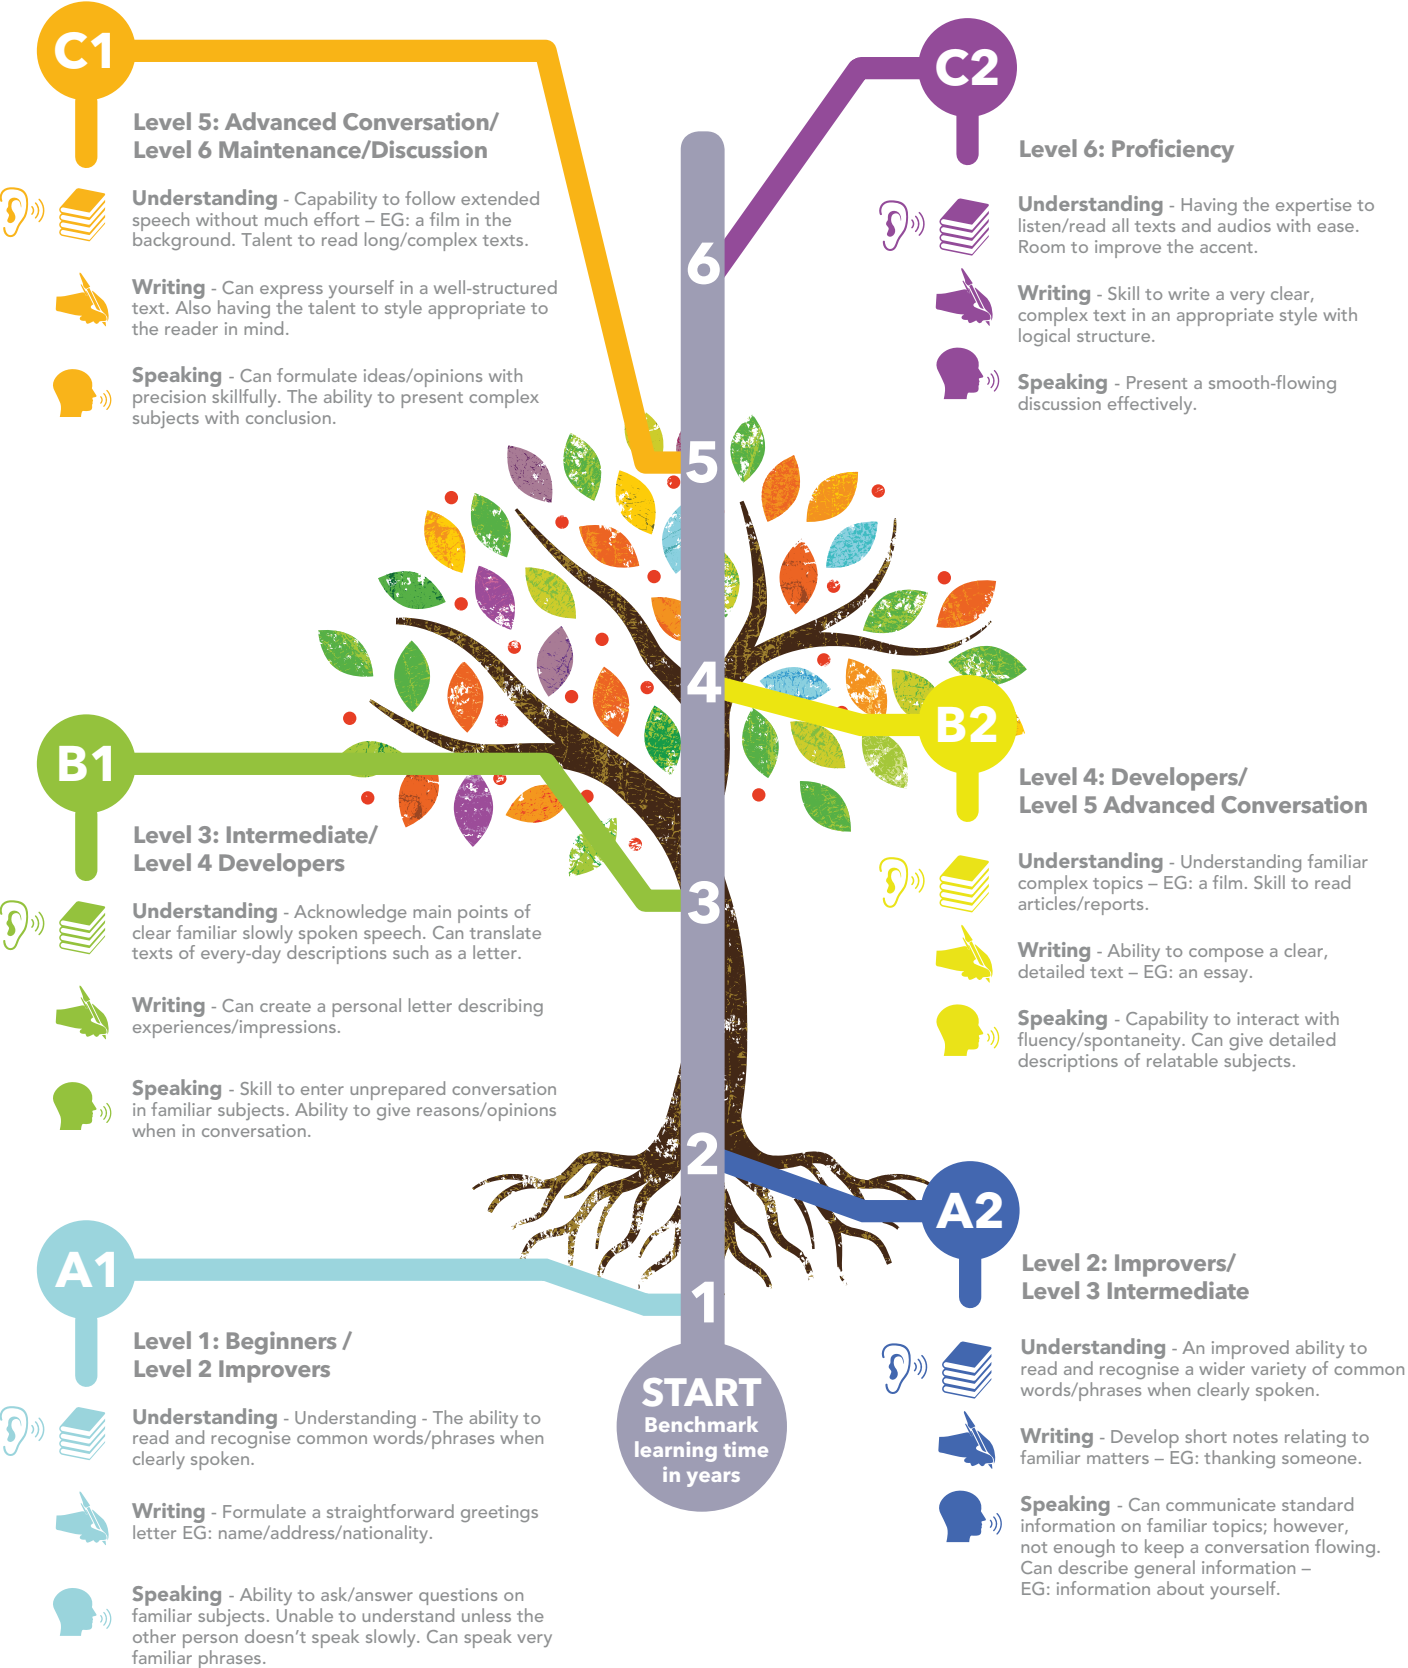 C1
Level 5: Advanced Conversation/
Level 6 Maintenance/Discussion
Understanding - Capability to follow extended
speech without much effort – EG: a film in the
background. Talent to read long/complex texts.
Writing - Can express yourself in a well-structured
text. Also having the talent to style appropriate to
the reader in mind.
Speaking - Can formulate ideas/opinions with
precision skillfully. The ability to present complex
subjects with conclusion.
C2
Level 6: Proficiency
Understanding - Having the expertise to
listen/read all texts and audios with ease.
Room to improve the accent.
Writing - Skill to write a very clear,
complex text in an appropriate style with
logical structure.
Speaking - Present a smooth-flowing
discussion effectively.
6
5
4
3
2
1
START
Benchmark
learning time
in years
B1
Level 3: Intermediate/
Level 4 Developers
Understanding - Acknowledge main points of
clear familiar slowly spoken speech. Can translate
texts of every-day descriptions such as a letter.
Writing - Can create a personal letter describing
experiences/impressions.
Speaking - Skill to enter unprepared conversation
in familiar subjects. Ability to give reasons/opinions
when in conversation.
B2
Level 4: Developers/
Level 5 Advanced Conversation
Understanding - Understanding familiar
complex topics – EG: a film. Skill to read
articles/reports.
Writing - Ability to compose a clear,
detailed text – EG: an essay.
Speaking - Capability to interact with
fluency/spontaneity. Can give detailed
descriptions of relatable subjects.
A1
Level 1: Beginners /
Level 2 Improvers
Understanding - Understanding - The ability to
read and recognise common words/phrases when
clearly spoken.
Writing - Formulate a straightforward greetings
letter EG: name/address/nationality.
Speaking - Ability to ask/answer questions on
familiar subjects. Unable to understand unless the
other person doesn't speak slowly. Can speak very
familiar phrases.
A2
Level 2: Improvers/
Level 3 Intermediate
Understanding - An improved ability to
read and recognise a wider variety of common
words/phrases when clearly spoken.
Writing - Develop short notes relating to
familiar matters – EG: thanking someone.
Speaking - Can communicate standard
information on familiar topics; however,
not enough to keep a conversation flowing.
Can describe general information –
EG: information about yourself.